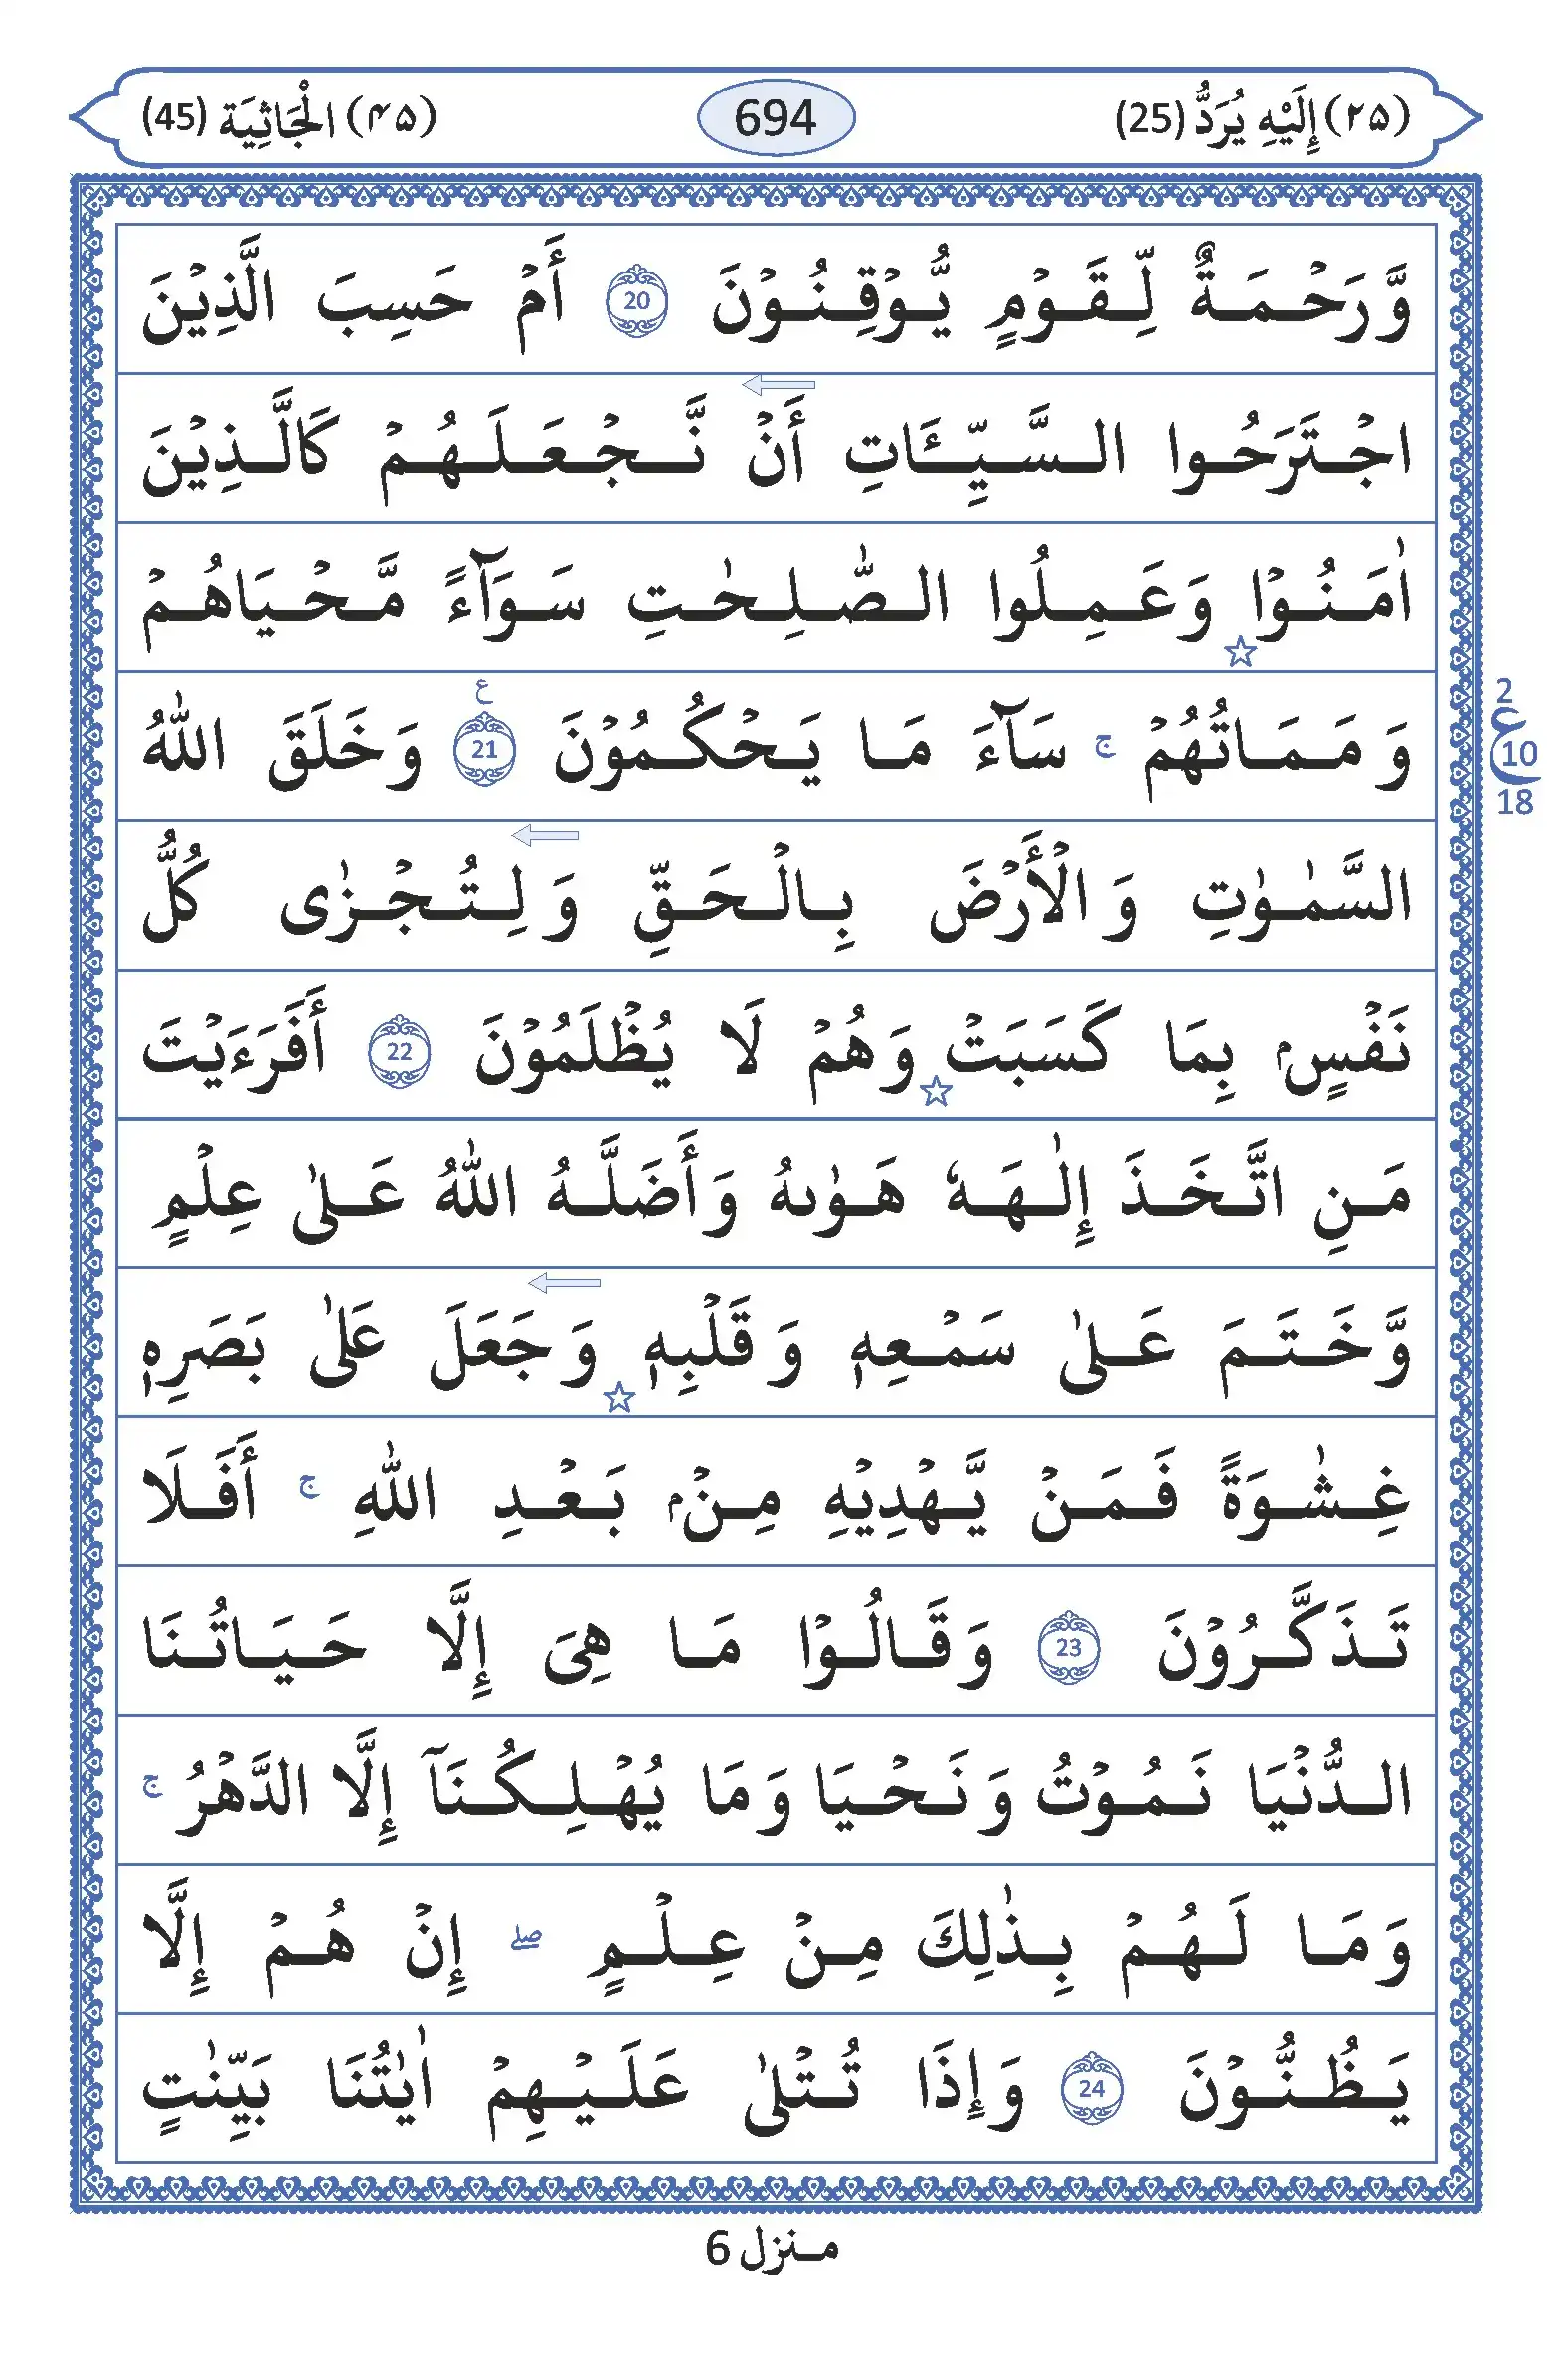 (۲۵) إِلَيْهِ يُرَدُّ (25) 694 (۴۵) الْجَاثِيَة (45)
وَّرَحْمَةٌ لِّقَوْمٍ يُّوْقِنُوْنَ 20 أَمْ حَسِبَ الَّذِيْنَ
اجْتَرَحُوا السَّيِّـَٔاتِ أَنْ نَّجْعَلَهُمْ كَالَّذِيْنَ
اٰمَنُوْا وَعَمِلُوا الصّٰلِحٰتِ سَوَآءً مَّحْيَاهُمْ
وَمَمَاتُهُمْ ج سَآءَ مَا يَحْكُمُوْنَ 21 ع وَخَلَقَ اللّٰهُ
2 ع 10 18
السَّمٰوٰتِ وَالْأَرْضَ بِالْحَقِّ وَلِتُجْزٰى كُلُّ
نَفْسٍۭ بِمَا كَسَبَتْ وَهُمْ لَا يُظْلَمُوْنَ 22 أَفَرَءَيْتَ
مَنِ اتَّخَذَ إِلٰهَهٗ هَوٰىهُ وَأَضَلَّهُ اللّٰهُ عَلٰى عِلْمٍ
وَّخَتَمَ عَلٰى سَمْعِهٖ وَقَلْبِهٖ وَجَعَلَ عَلٰى بَصَرِهٖ
غِشٰوَةً فَمَنْ يَّهْدِيْهِ مِنْۢ بَعْدِ اللّٰهِ ج أَفَلَا
تَذَكَّرُوْنَ 23 وَقَالُوْا مَا هِىَ إِلَّا حَيَاتُنَا
الدُّنْيَا نَمُوْتُ وَنَحْيَا وَمَا يُهْلِكُنَآ إِلَّا الدَّهْرُ ج
وَمَا لَهُمْ بِذٰلِكَ مِنْ عِلْمٍ صلے إِنْ هُمْ إِلَّا
يَظُنُّوْنَ 24 وَإِذَا تُتْلٰى عَلَيْهِمْ اٰيٰتُنَا بَيِّنٰتٍ
منزل 6